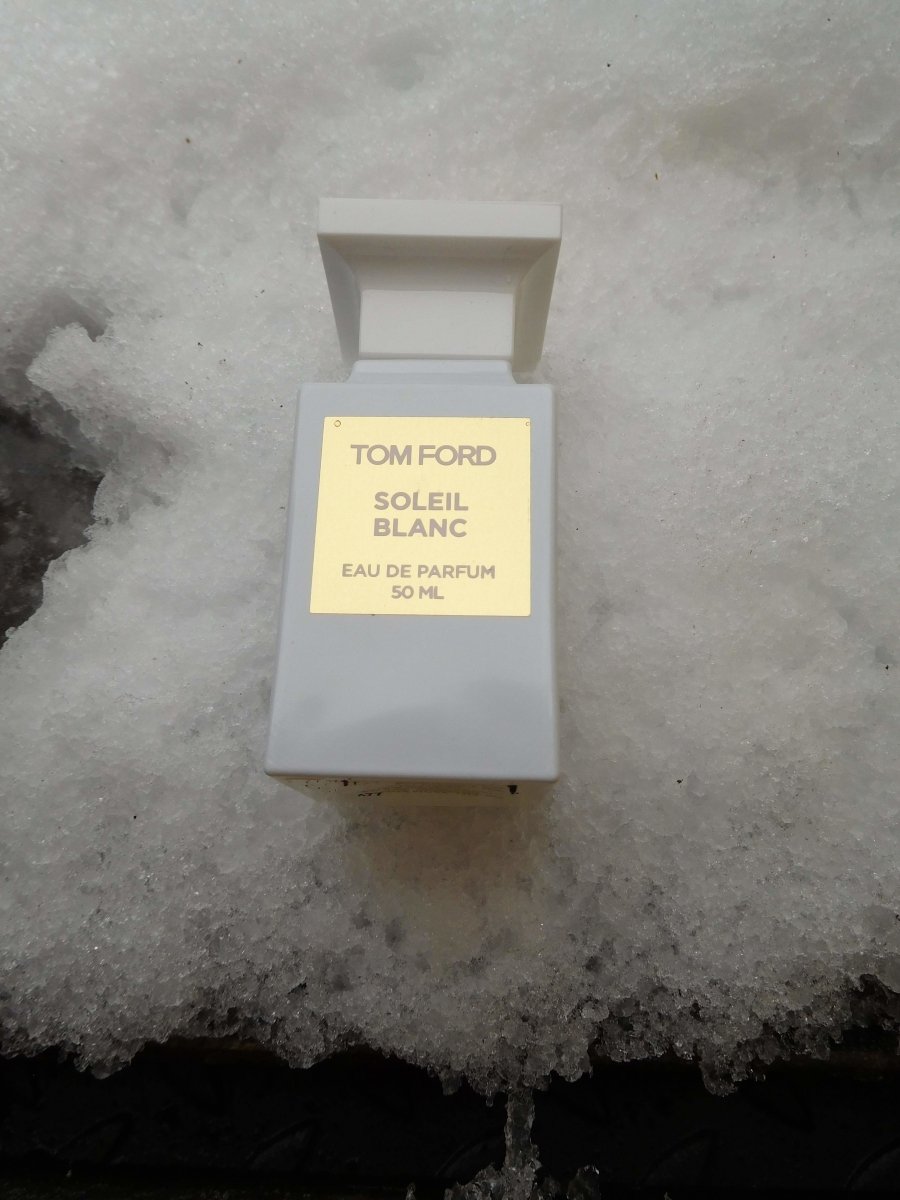 TOM FORD
SOLEIL
BLANC
EAU DE PARFUM
50 ML